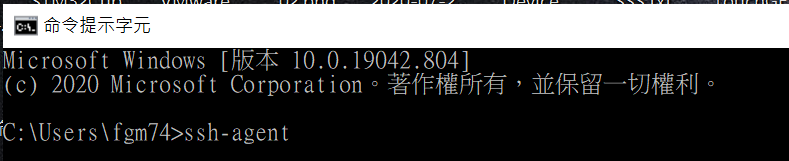 命令提示字元
Microsoft Windows [版本 10.0.19042.804]
(c) 2020 Microsoft Corporation。著作權所有，並保留一切權利。
C:\Users\fgm74>ssh-agent